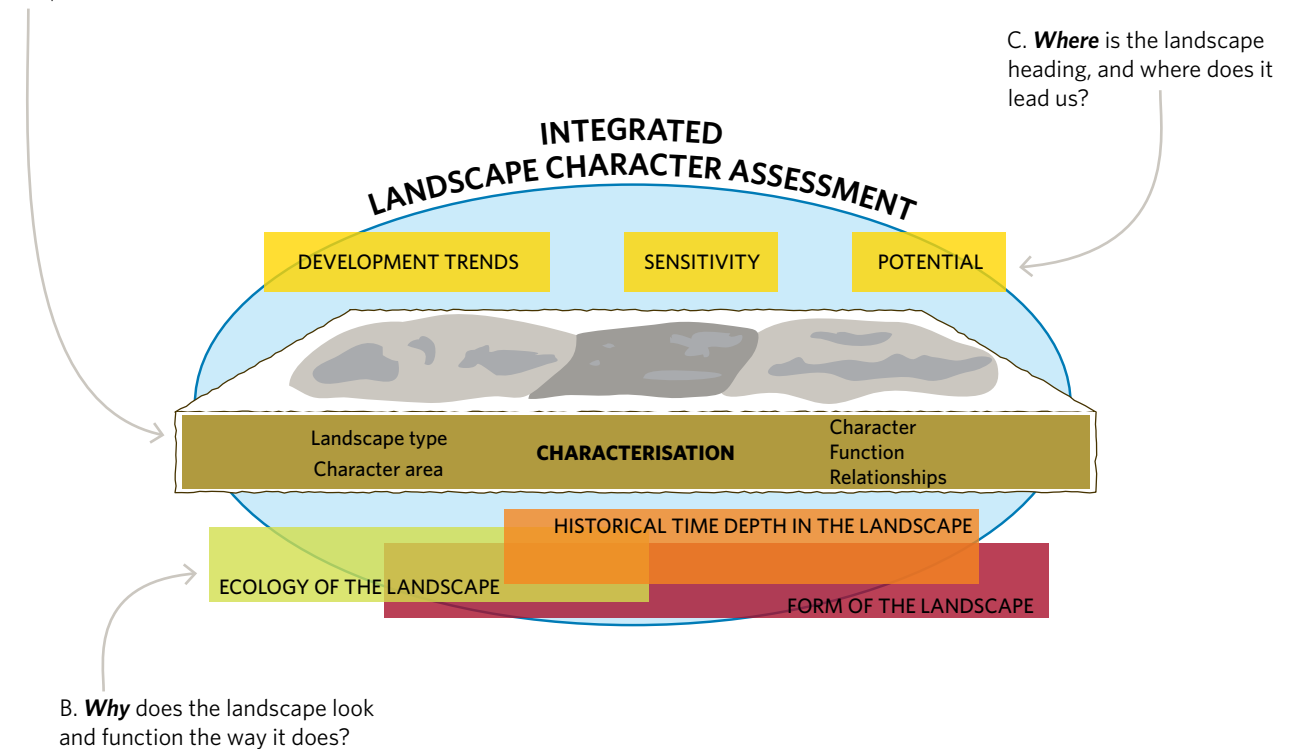 C. Where is the landscape
heading, and where does it
lead us?
INTEGRATED
LANDSCAPE CHARACTER ASSESSMENT
DEVELOPMENT TRENDS
SENSITIVITY
POTENTIAL
Landscape type
Character area
CHARACTERISATION
Character
Function
Relationships
HISTORICAL TIME DEPTH IN THE LANDSCAPE
ECOLOGY OF THE LANDSCAPE
FORM OF THE LANDSCAPE
B. Why does the landscape look
and function the way it does?